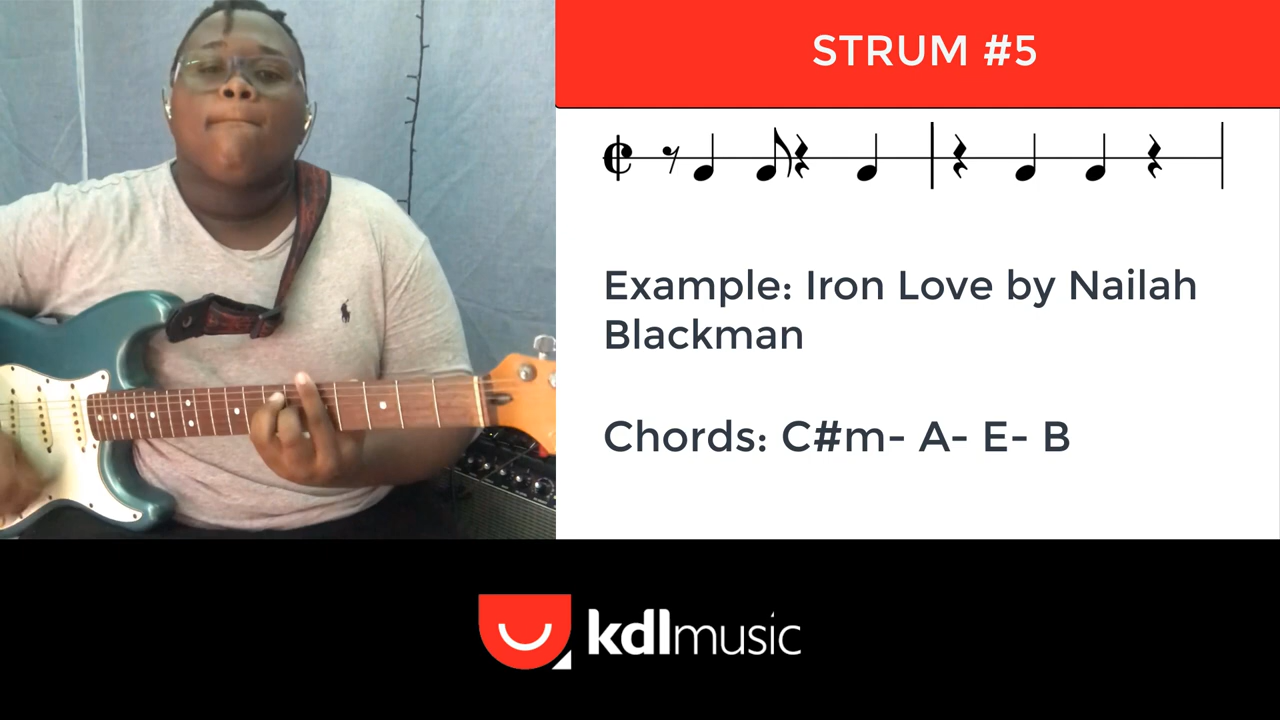 STRUM #5
Example: Iron Love by Nailah
Blackman
Chords: C#m- A- E- B
kdlmusic